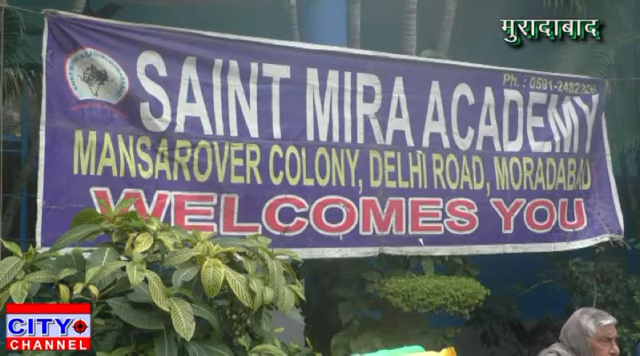 मुरादाबाद
SAINT MIRA ACADEMY
MANSAROVER COLONY, DELHI ROAD, MORADABAD
WELCOMES YOU
CITY
CHANNEL